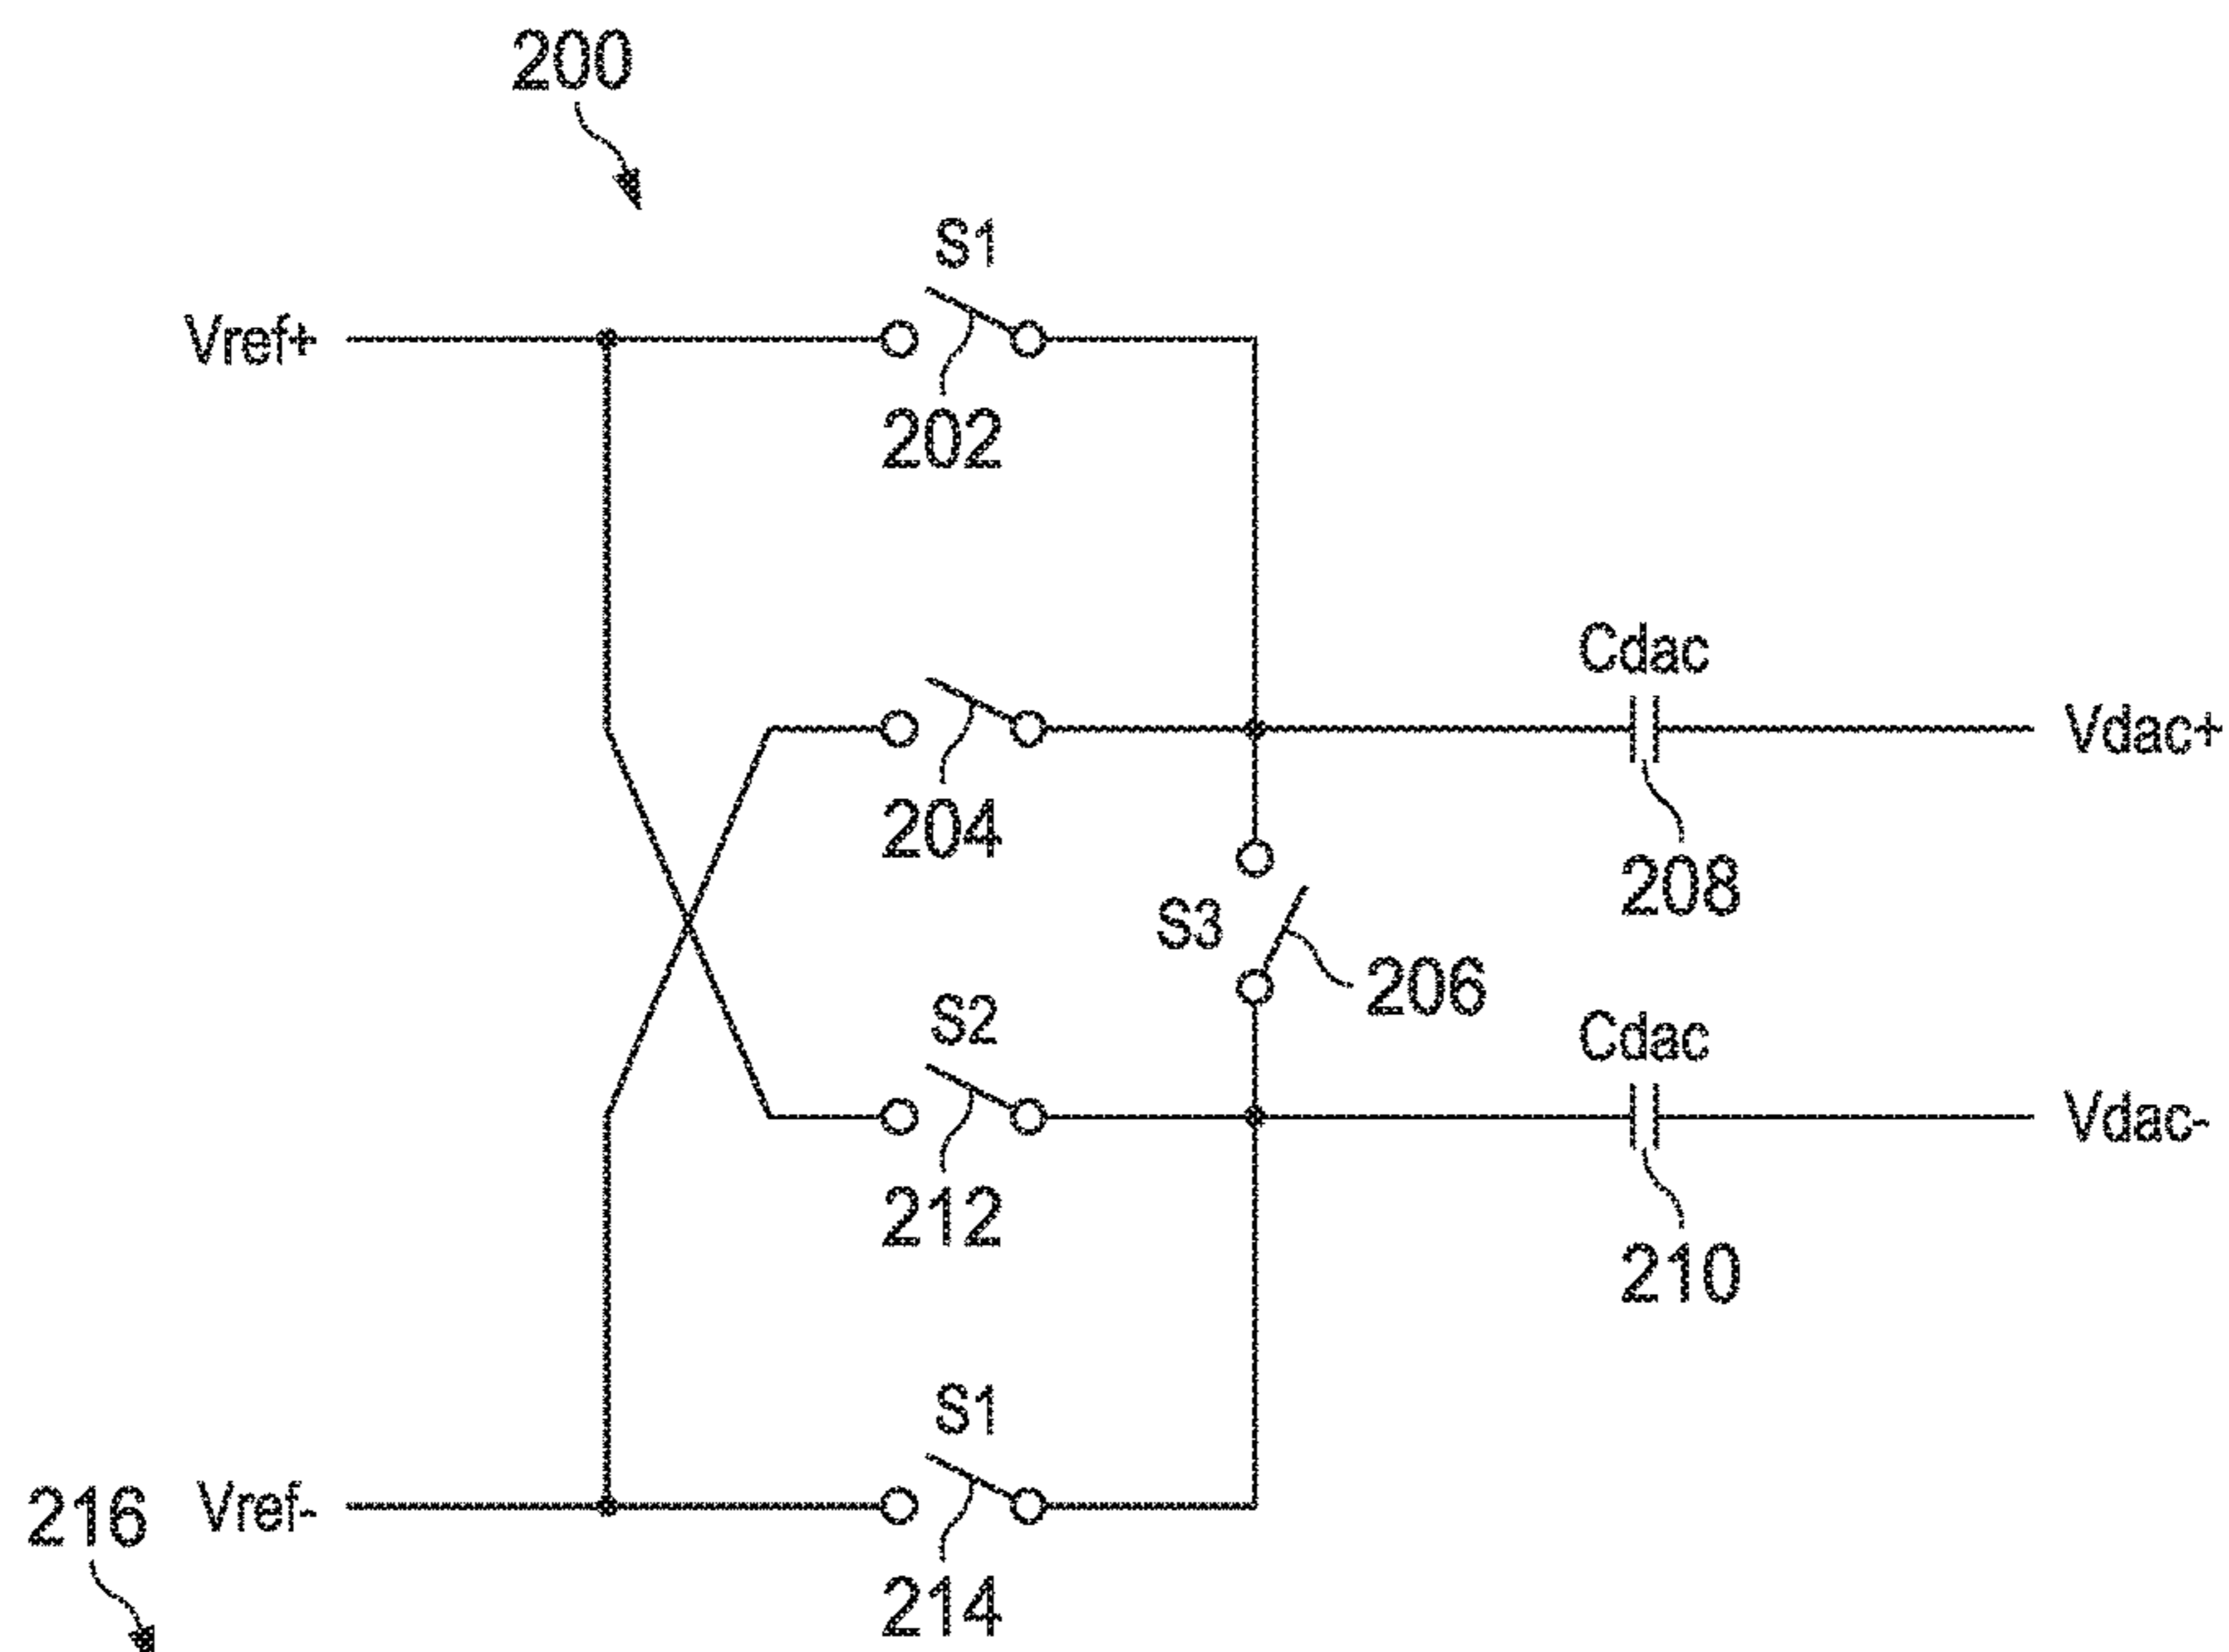 200
S1
Vref+
202
Cdac
Vdac+
204
208
S3
206
S2
Cdac
Vdac-
212
210
S1
216
Vref-
214